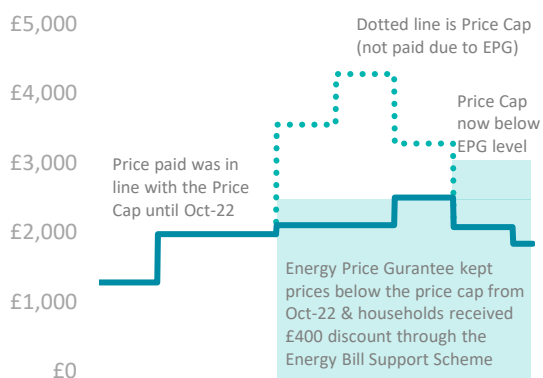 £5,000
Dotted line is Price Cap
(not paid due to EPG)
£4,000
Price Cap
now below
EPG level
£3,000
Price paid was in
line with the Price
Cap until Oct-22
£2,000
Energy Price Gurantee kept
prices below the price cap from
Oct-22 & households received
£400 discount through the
Energy Bill Support Scheme
£1,000
£0